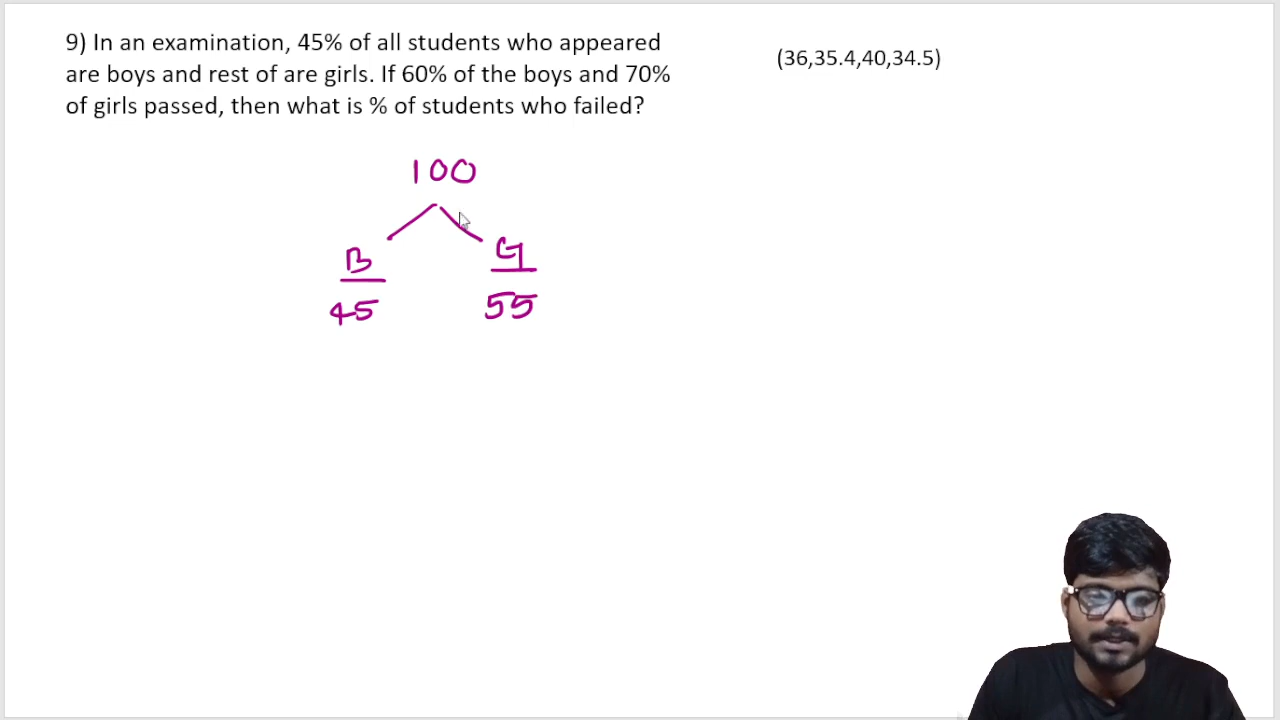 9) In an examination, 45% of all students who appeared
are boys and rest of are girls. If 60% of the boys and 70%
of girls passed, then what is % of students who failed?
(36,35.4,40,34.5)
100
B G
45 55